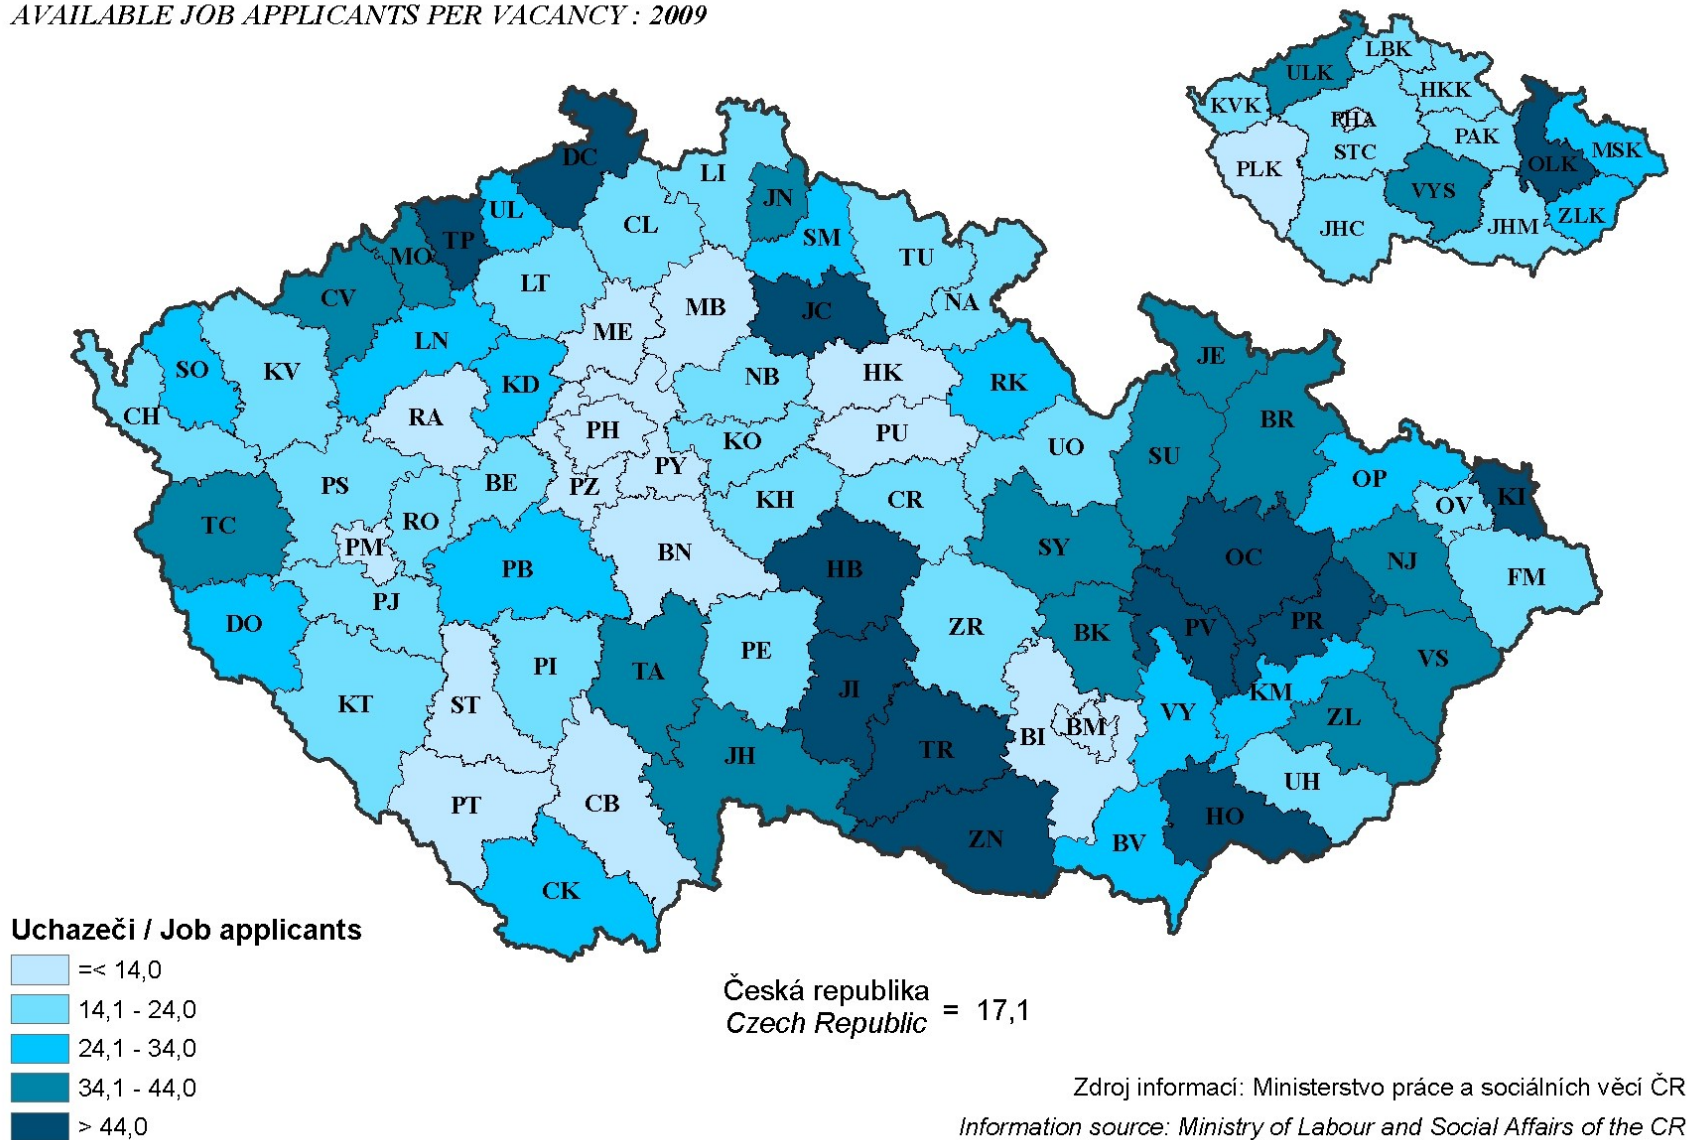 AVAILABLE JOB APPLICANTS PER VACANCY : 2009
LBK
ULK
HKK
KVK
PHA
PAK
STC
MSK
OLK
PLK
VYS
ZLK
JHC
JHM
DC
LI
JN
UL
CL
SM
TP
MO
TU
LT
CV
NA
MB
JC
ME
LN
JE
SO
KV
NB
HK
RK
KD
CH
RA
BR
PH
PU
KO
UO
SU
PY
OP
PS
BE
PZ
KH
CR
KI
OV
TC
RO
PM
SY
BN
OC
NJ
PB
HB
FM
PJ
DO
ZR
BK
PV
PR
PI
TA
PE
VS
JI
KM
KT
ST
VY
ZL
BI
BM
TR
JH
UH
PT
CB
HO
ZN
BV
CK
Uchazeči / Job applicants
=< 14,0
14,1 - 24,0
24,1 - 34,0
34,1 - 44,0
> 44,0
Česká republika
Czech Republic
= 17,1
Zdroj informací: Ministerstvo práce a sociálních věcí ČR
Information source: Ministry of Labour and Social Affairs of the CR